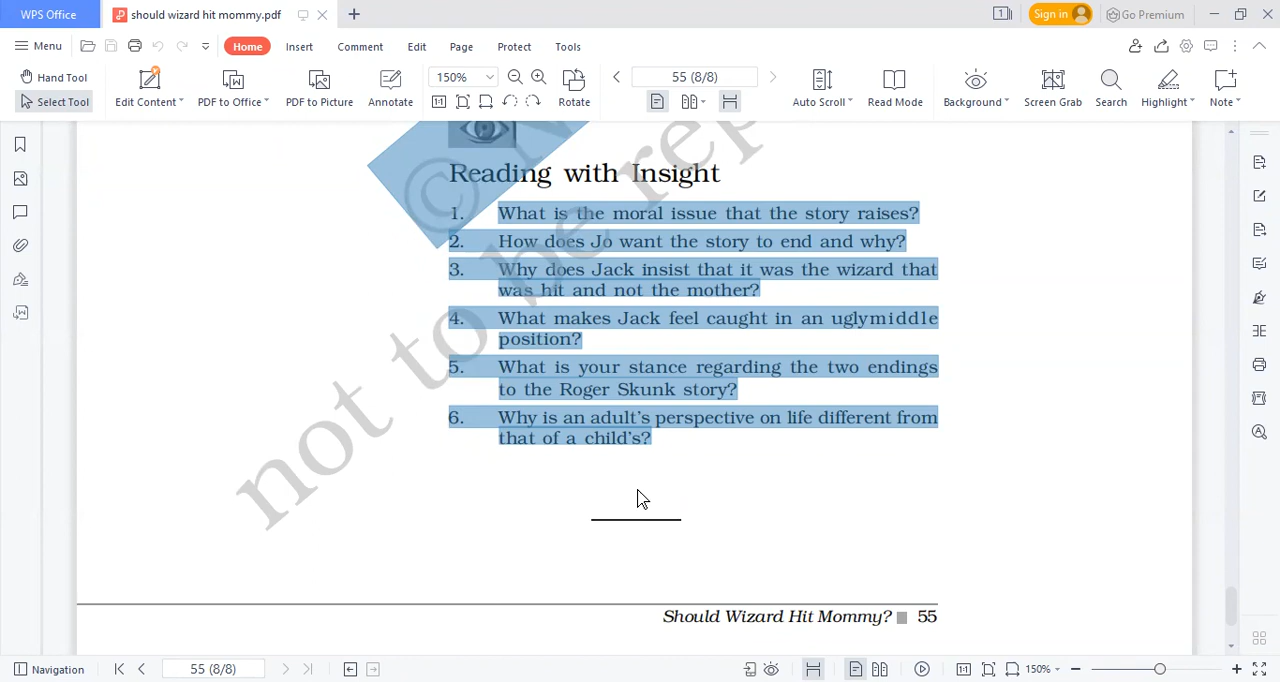 WPS Office
should wizard hit mommy.pdf
1
Sign in
Go Premium
Menu
Home
Insert
Comment
Edit
Page
Protect
Tools
Hand Tool
Select Tool
Edit Content
PDF to Office
PDF to Picture
Annotate
150%
Rotate
55 (8/8)
Auto Scroll
Read Mode
Background
Screen Grab
Search
Highlight
Note
© N
not to be rep
Reading with Insight
1. What is the moral issue that the story raises?
2. How does Jo want the story to end and why?
3. Why does Jack insist that it was the wizard that
was hit and not the mother?
4. What makes Jack feel caught in an uglymiddle
position?
5. What is your stance regarding the two endings
to the Roger Skunk story?
6. Why is an adult's perspective on life different from
that of a child's?
Should Wizard Hit Mommy? 55
Navigation
55 (8/8)
150%